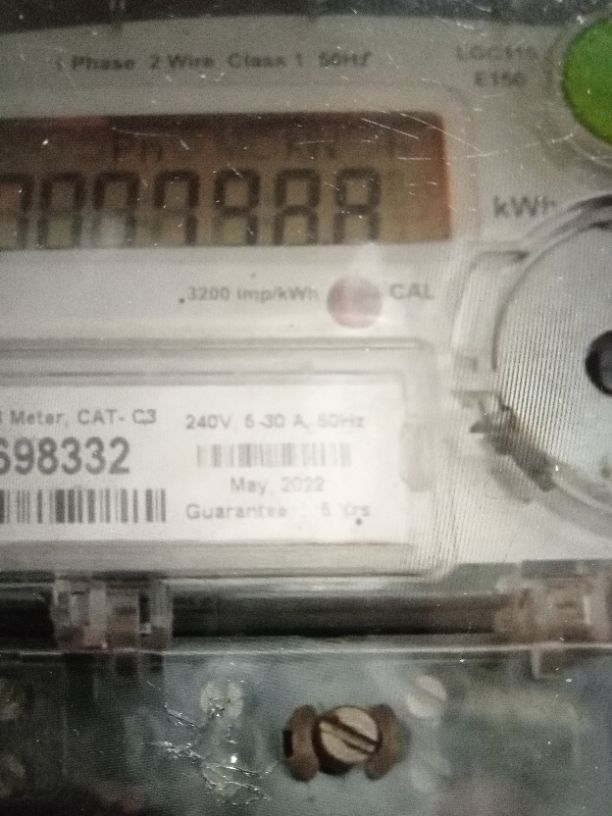 1 Phase 2 Wire Class 1 50Hz
E150
kWh
3200 imp/kWh CAL
Meter, CAT- C3
698332
240V, 5-30 A, 50Hz
May, 2022
Guarantee : 5 Yrs